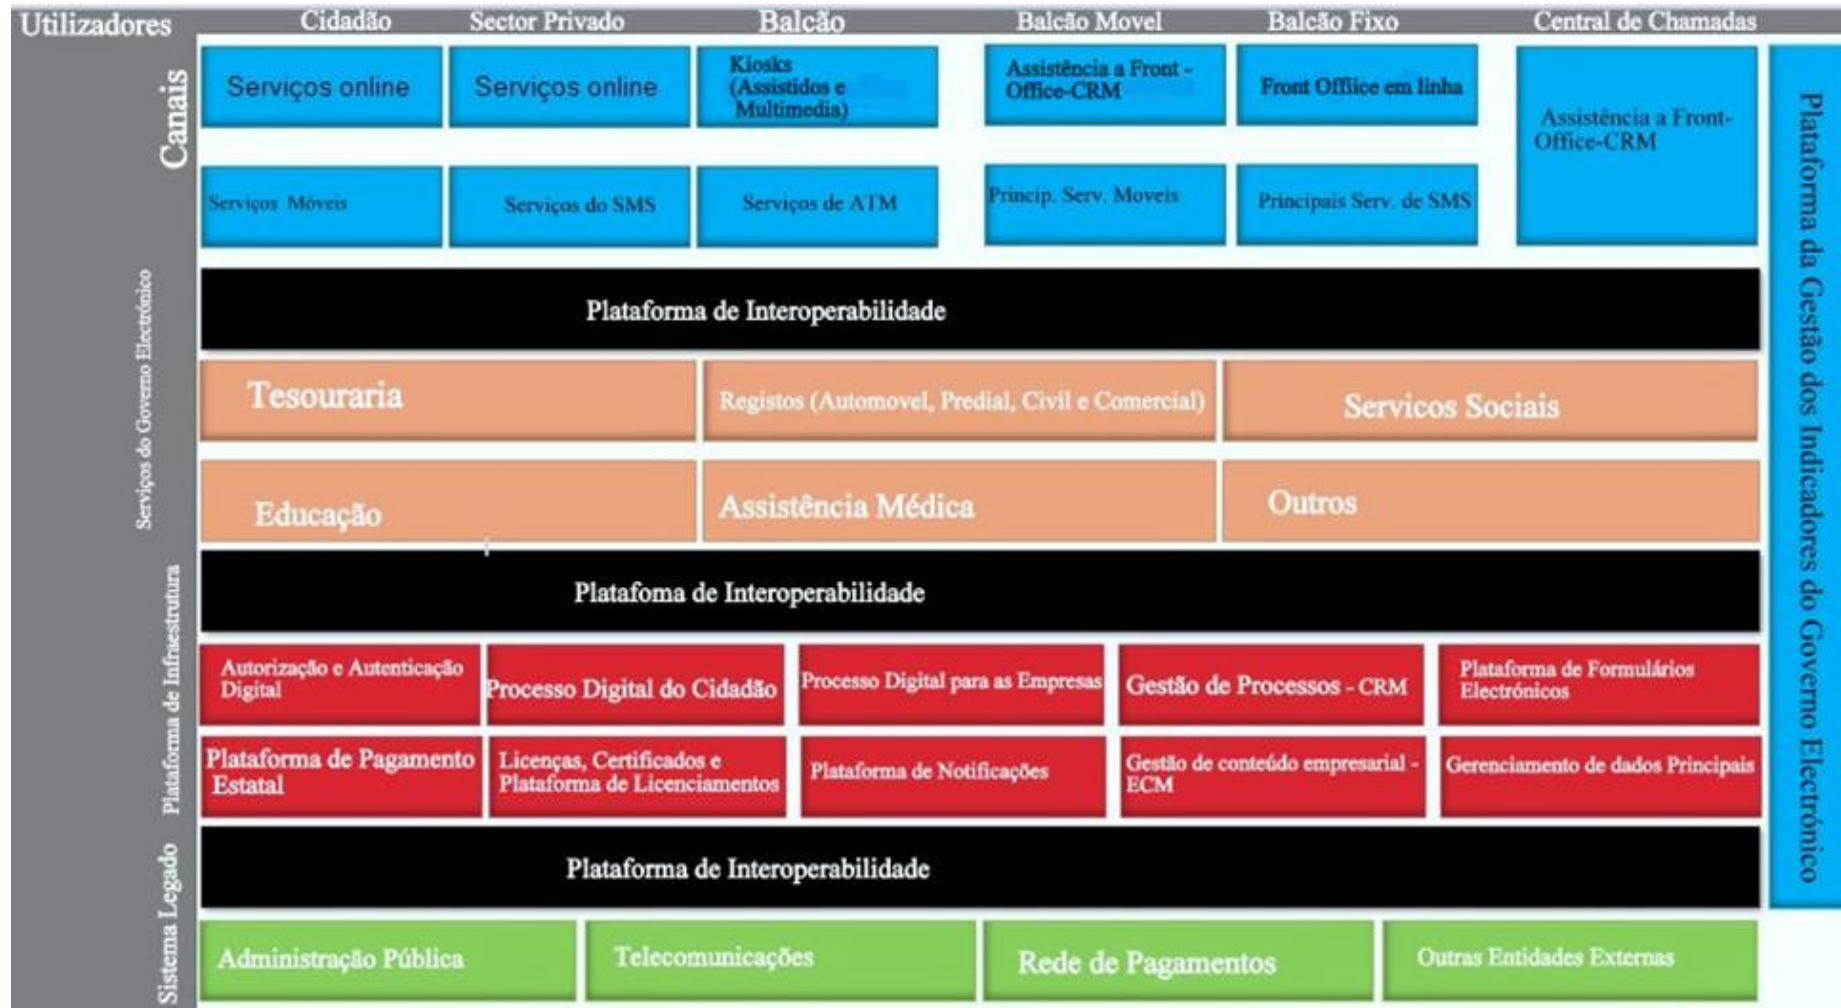 Utilizadores
Cidadão
Sector Privado
Balcão
Balcão Movel
Balcão Fixo
Central de Chamadas
Canais
Serviços online
Serviços online
Kiosks
(Assistidos e
Multimedia)
Assistência a Front -
Office-CRM
Front Offiice em linha
Assistência a Front-
Office-CRM
Serviços Móveis
Serviços do SMS
Serviços de ATM
Princip. Serv. Moveis
Principais Serv. de SMS
Plataforma da Gestão dos Indicadores do Governo Electrónico
Plataforma de Interoperabilidade
Serviços do Governo Electrónico
Tesouraria
Registos (Automovel, Predial, Civil e Comercial)
Servicos Sociais
Educação
Assistência Médica
Outros
Platafoma de Interoperabilidade
Plataforma de Infraestrutura
Autorização e Autenticação
Digital
Processo Digital do Cidadão
Processo Digital para as Empresas
Gestão de Processos - CRM
Plataforma de Formulários
Electrónicos
Plataforma de Pagamento
Estatal
Licenças, Certificados e
Plataforma de Licenciamentos
Plataforma de Notificações
Gestão de conteúdo empresarial -
ECM
Gerenciamento de dados Principais
Plataforma de Interoperabilidade
Sistema Legado
Administração Pública
Telecomunicações
Rede de Pagamentos
Outras Entidades Externas